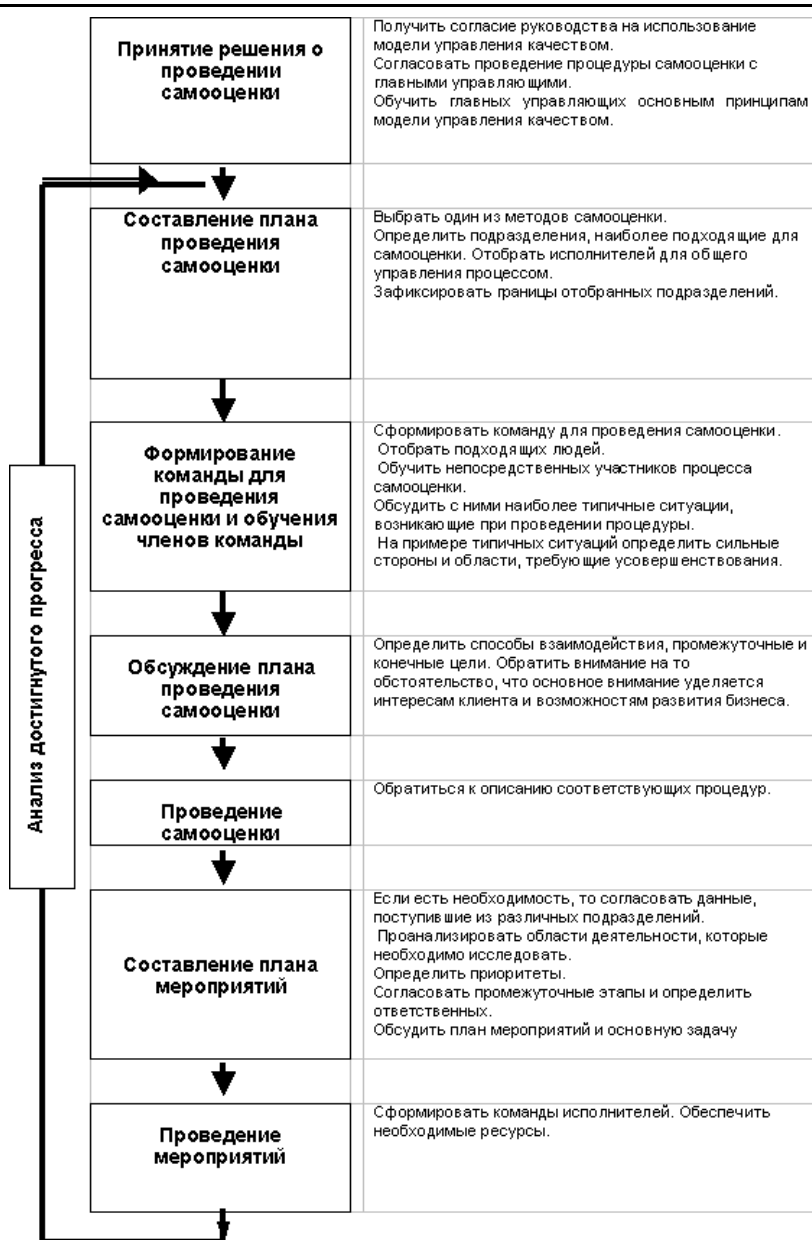 Принятие решения о
проведении
самооценки
Получить согласие руководства на использование
модели управления качеством.
Согласовать проведение процедуры самооценки с
главными управляющими.
Обучить главных управляющих основным принципам
модели управления качеством.
Составление плана
проведения
самооценки
Выбрать один из методов самооценки.
Определить подразделения, наиболее подходящие для
самооценки. Отобрать исполнителей для общего
управления процессом.
Зафиксировать границы отобранных подразделений.
Формирование
команды для
проведения
самооценки и обучения
членов команды
Сформировать команду для проведения самооценки.
Отобрать подходящих людей.
Обучить непосредственных участников процесса
самооценки.
Обсудить с ними наиболее типичные ситуации,
возникающие при проведении процедуры.
На примере типичных ситуаций определить сильные
стороны и области, требующие усовершенствования.
Анализ достигнутого прогресса
Обсуждение плана
проведения
самооценки
Определить способы взаимодействия, промежуточные и
конечные цели. Обратить внимание на то
обстоятельство, что основное внимание уделяется
интересам клиента и возможностям развития бизнеса.
Проведение
самооценки
Обратиться к описанию соответствующих процедур.
Составление плана
мероприятий
Если есть необходимость, то согласовать данные,
поступившие из различных подразделений.
Проанализировать области деятельности, которые
необходимо исследовать.
Определить приоритеты.
Согласовать промежуточные этапы и определить
ответственных.
Обсудить план мероприятий и основную задачу
Проведение
мероприятий
Сформировать команды исполнителей. Обеспечить
необходимые ресурсы.